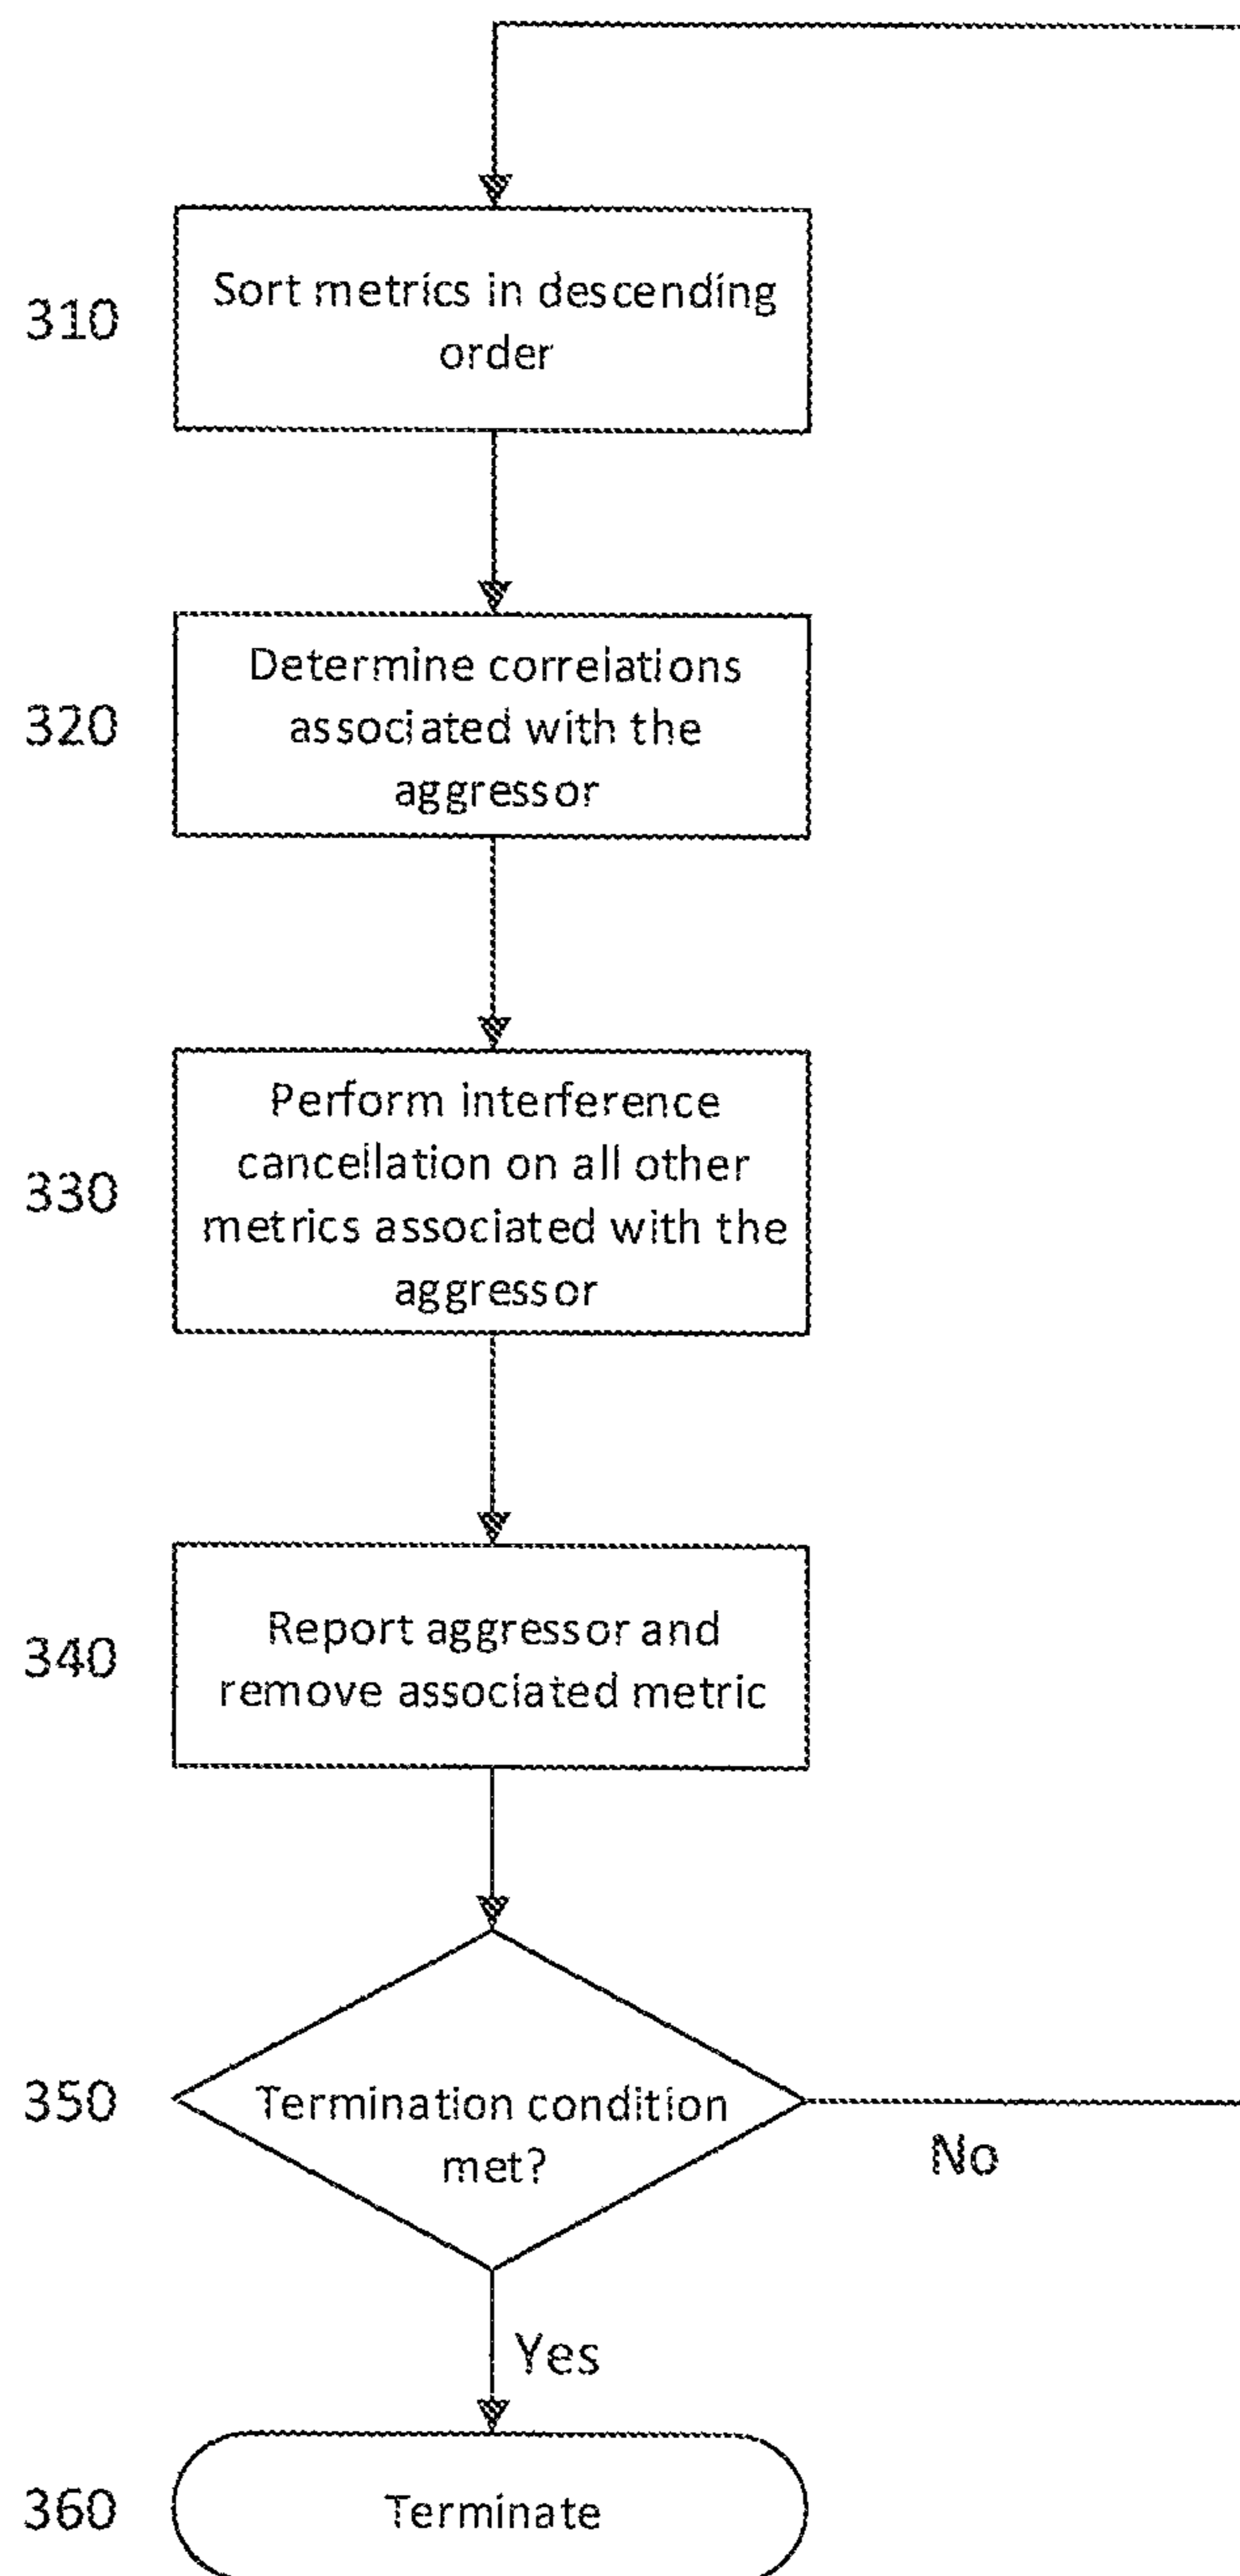 310
Sort metrics in descending
order
320
Determine correlations
associated with the
aggressor
330
Perform interference
cancellation on all other
metrics associated with the
aggressor
340
Report aggressor and
remove associated metric
350
Termination condition
met?
No
Yes
360
Terminate